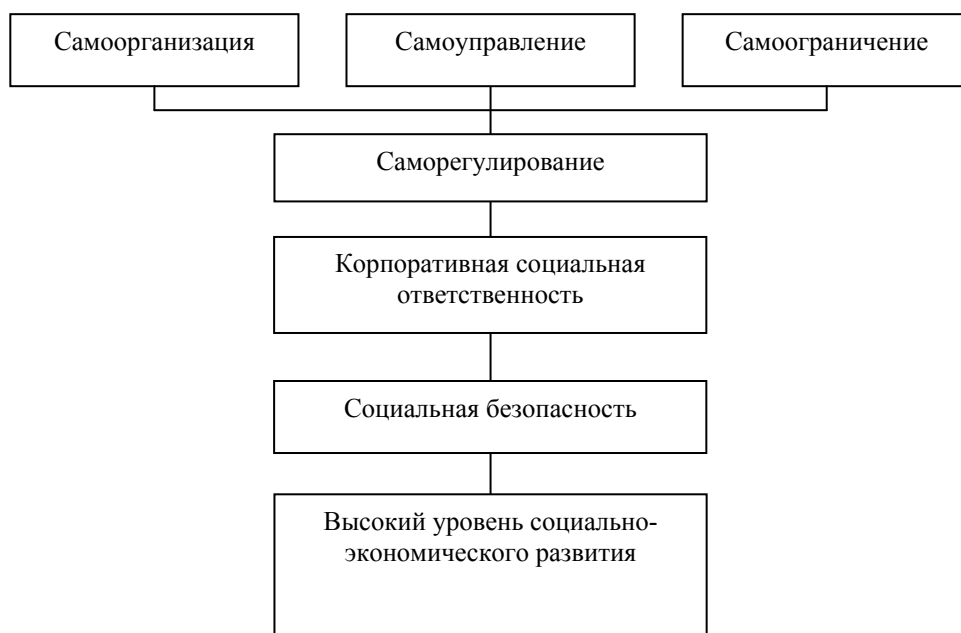 Самоорганизация
Самоуправление
Самоограничение
Саморегулирование
Корпоративная социальная
ответственность
Социальная безопасность
Высокий уровень социально-
экономического развития